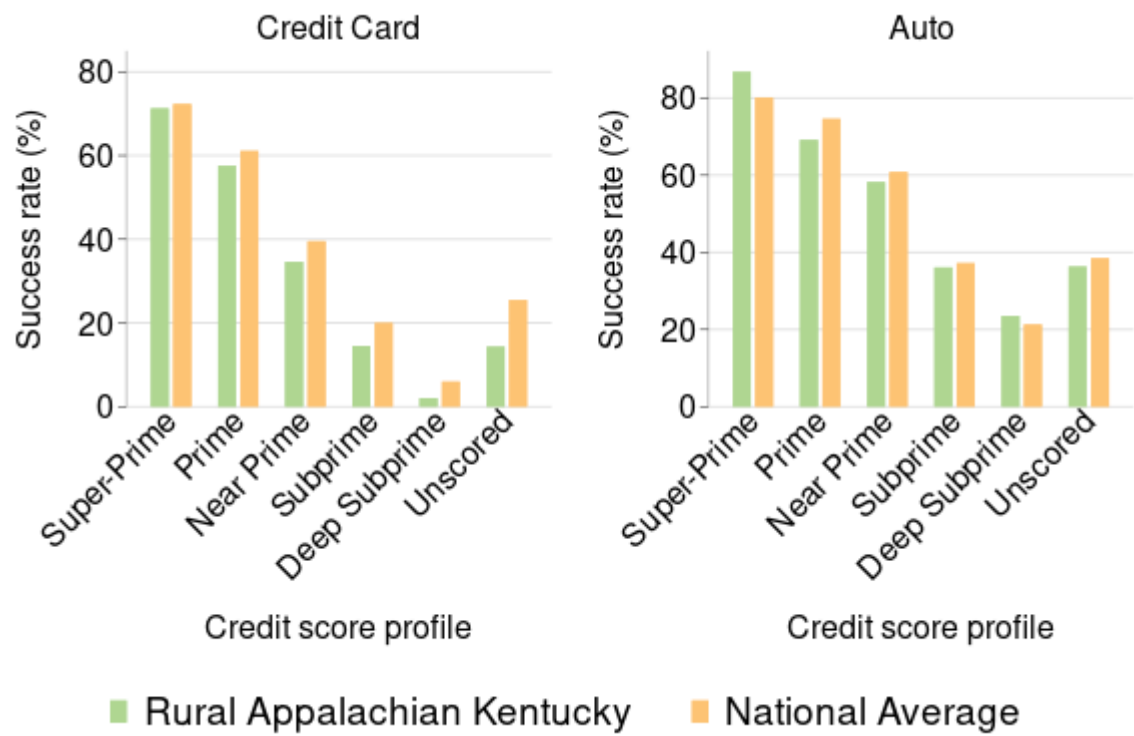 Credit Card
Success rate (%)
80
60
40
20
0
Super-Prime
Prime
Near Prime
Subprime
Deep Subprime
Unscored
Credit score profile
Auto
Success rate (%)
80
60
40
20
0
Super-Prime
Prime
Near Prime
Subprime
Deep Subprime
Unscored
Credit score profile
Rural Appalachian Kentucky
National Average